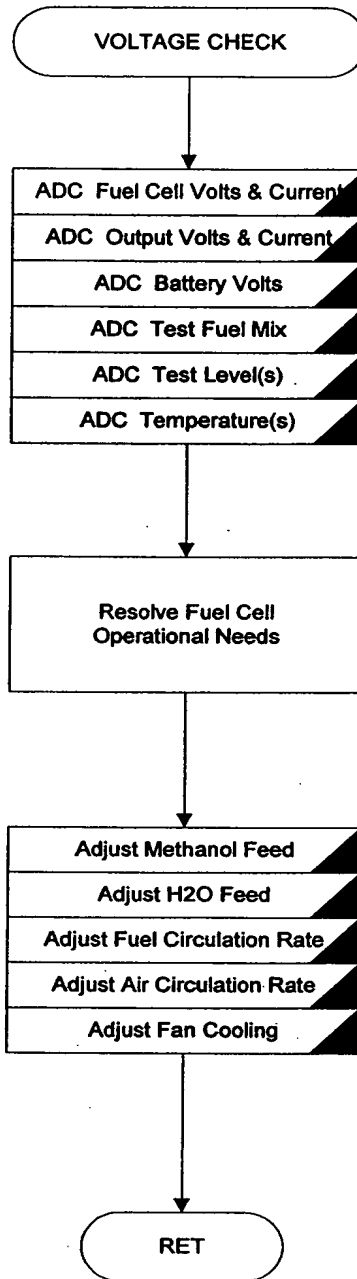 VOLTAGE CHECK
ADC Fuel Cell Volts & Current
ADC Output Volts & Current
ADC Battery Volts
ADC Test Fuel Mix
ADC Test Level(s)
ADC Temperature(s)
Resolve Fuel Cell
Operational Needs
Adjust Methanol Feed
Adjust H2O Feed
Adjust Fuel Circulation Rate
Adjust Air Circulation Rate
Adjust Fan Cooling
RET